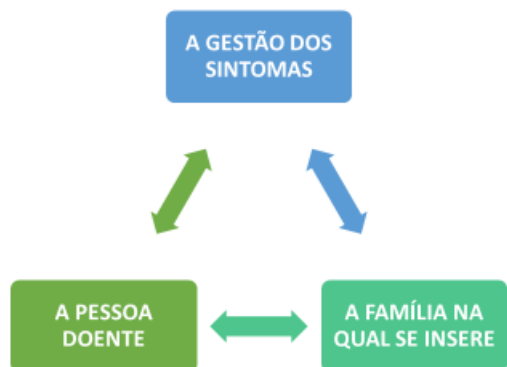 A GESTÃO DOS
SINTOMAS
A PESSOA
DOENTE
A FAMÍLIA NA
QUAL SE INSERE